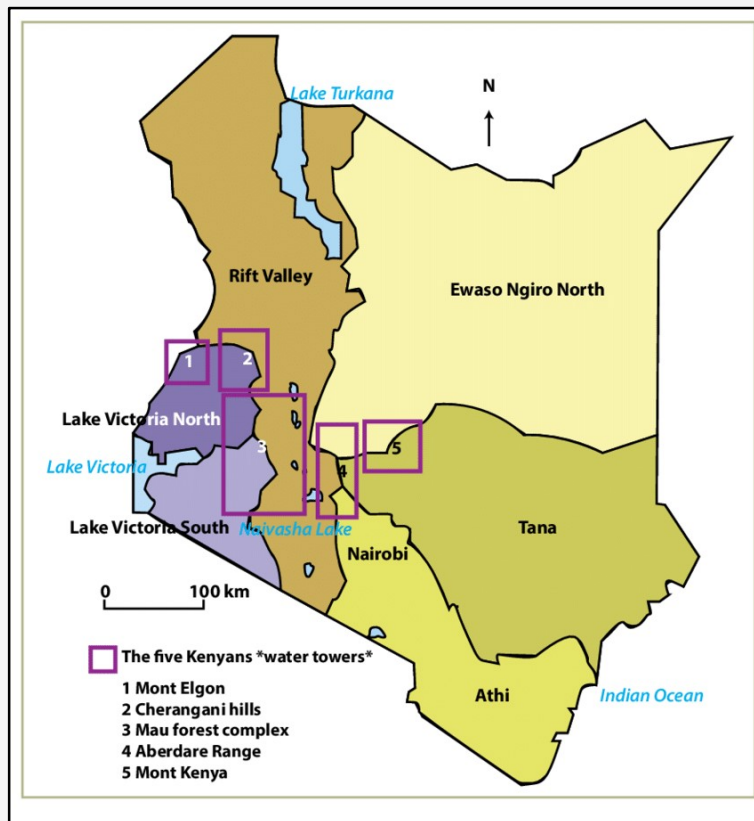 Lake Turkana
N
Rift Valley
Ewaso Ngiro North
1
2
Lake Victoria North
3
4
5
Lake Victoria
Lake Victoria South
Naivasha Lake
Tana
Nairobi
0 100 km
The five Kenyans *water towers*
1 Mont Elgon
2 Cherangani hills
3 Mau forest complex
4 Aberdare Range
5 Mont Kenya
Athi
Indian Ocean